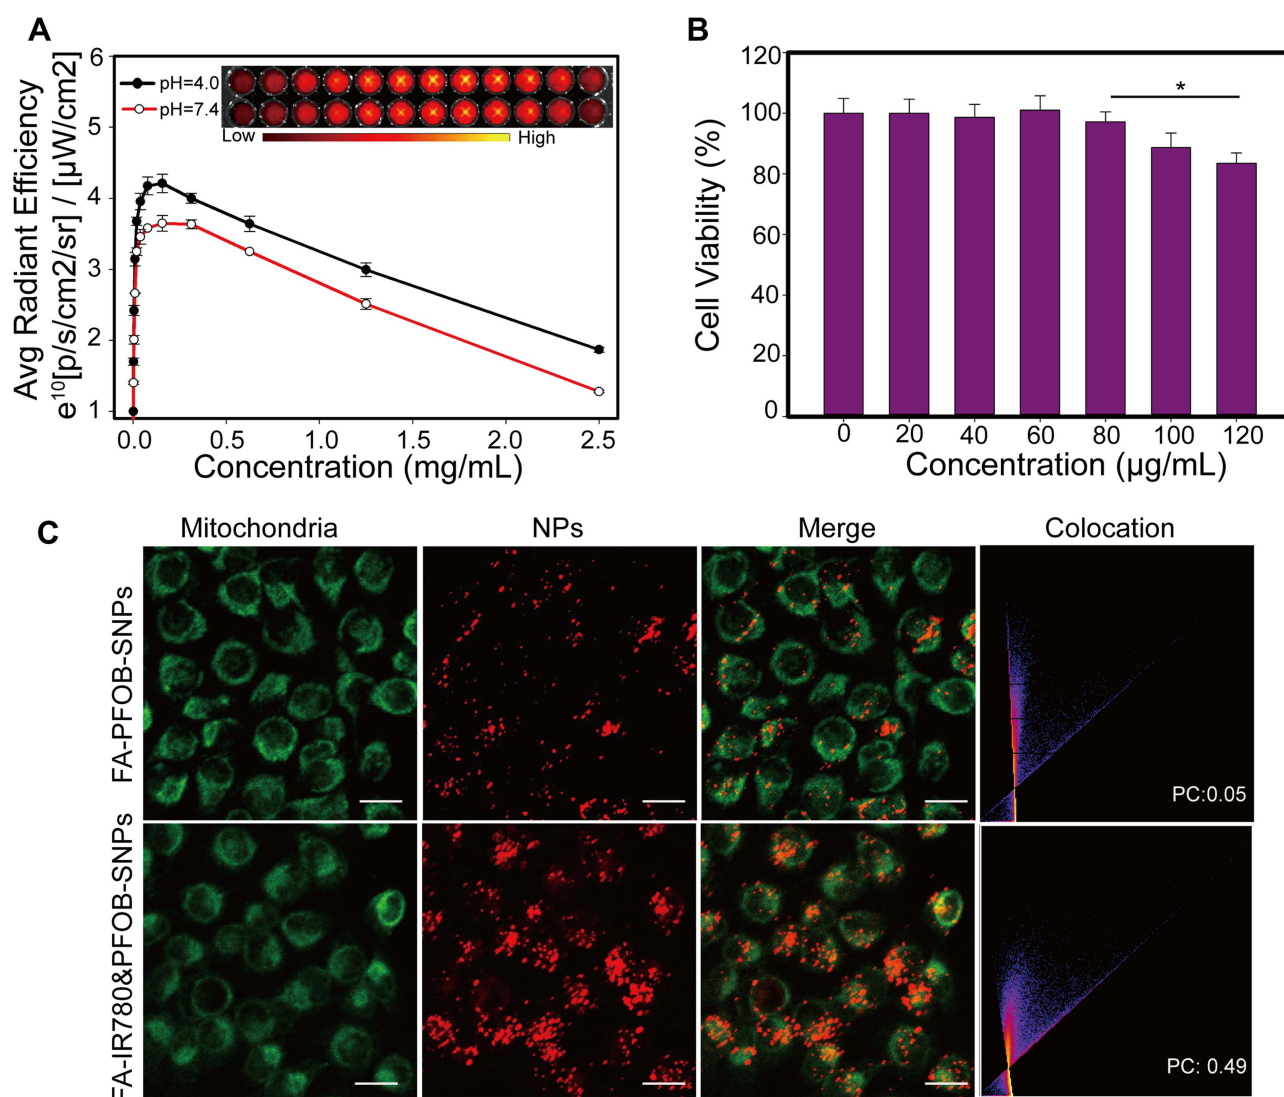 A
Avg Radiant Efficiency
e10[p/s/cm2/sr] / [µW/cm2]
6
5
4
3
2
1
pH=4.0
pH=7.4
Low
High
0.0 0.5 1.0 1.5 2.0 2.5
Concentration (mg/mL)
B
Cell Viability (%)
120
100
80
60
40
20
0
*
0 20 40 60 80 100 120
Concentration (µg/mL)
C
Mitochondria NPs Merge Colocation
FA-PFOB-SNPs
PC:0.05
FA-IR780&PFOB-SNPs
PC: 0.49